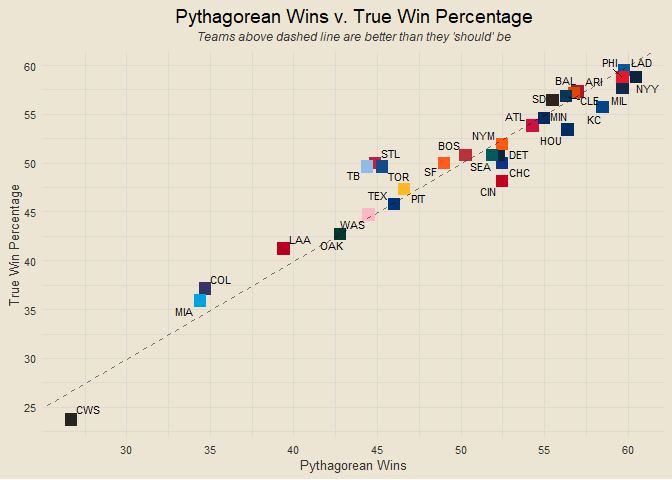 Pythagorean Wins v. True Win Percentage
Teams above dashed line are better than they 'should' be
True Win Percentage
60
55
50
45
40
35
30
25
PHI
LAD
BAL
ARI
NYY
SD
CLE
MIL
KC
ATL
MIN
HOU
NYM
BOS
DET
STL
SEA
CHC
TB
SF
CIN
TOR
TEX
PIT
WAS
OAK
LAA
COL
MIA
CWS
30
35
40
45
50
55
60
Pythagorean Wins